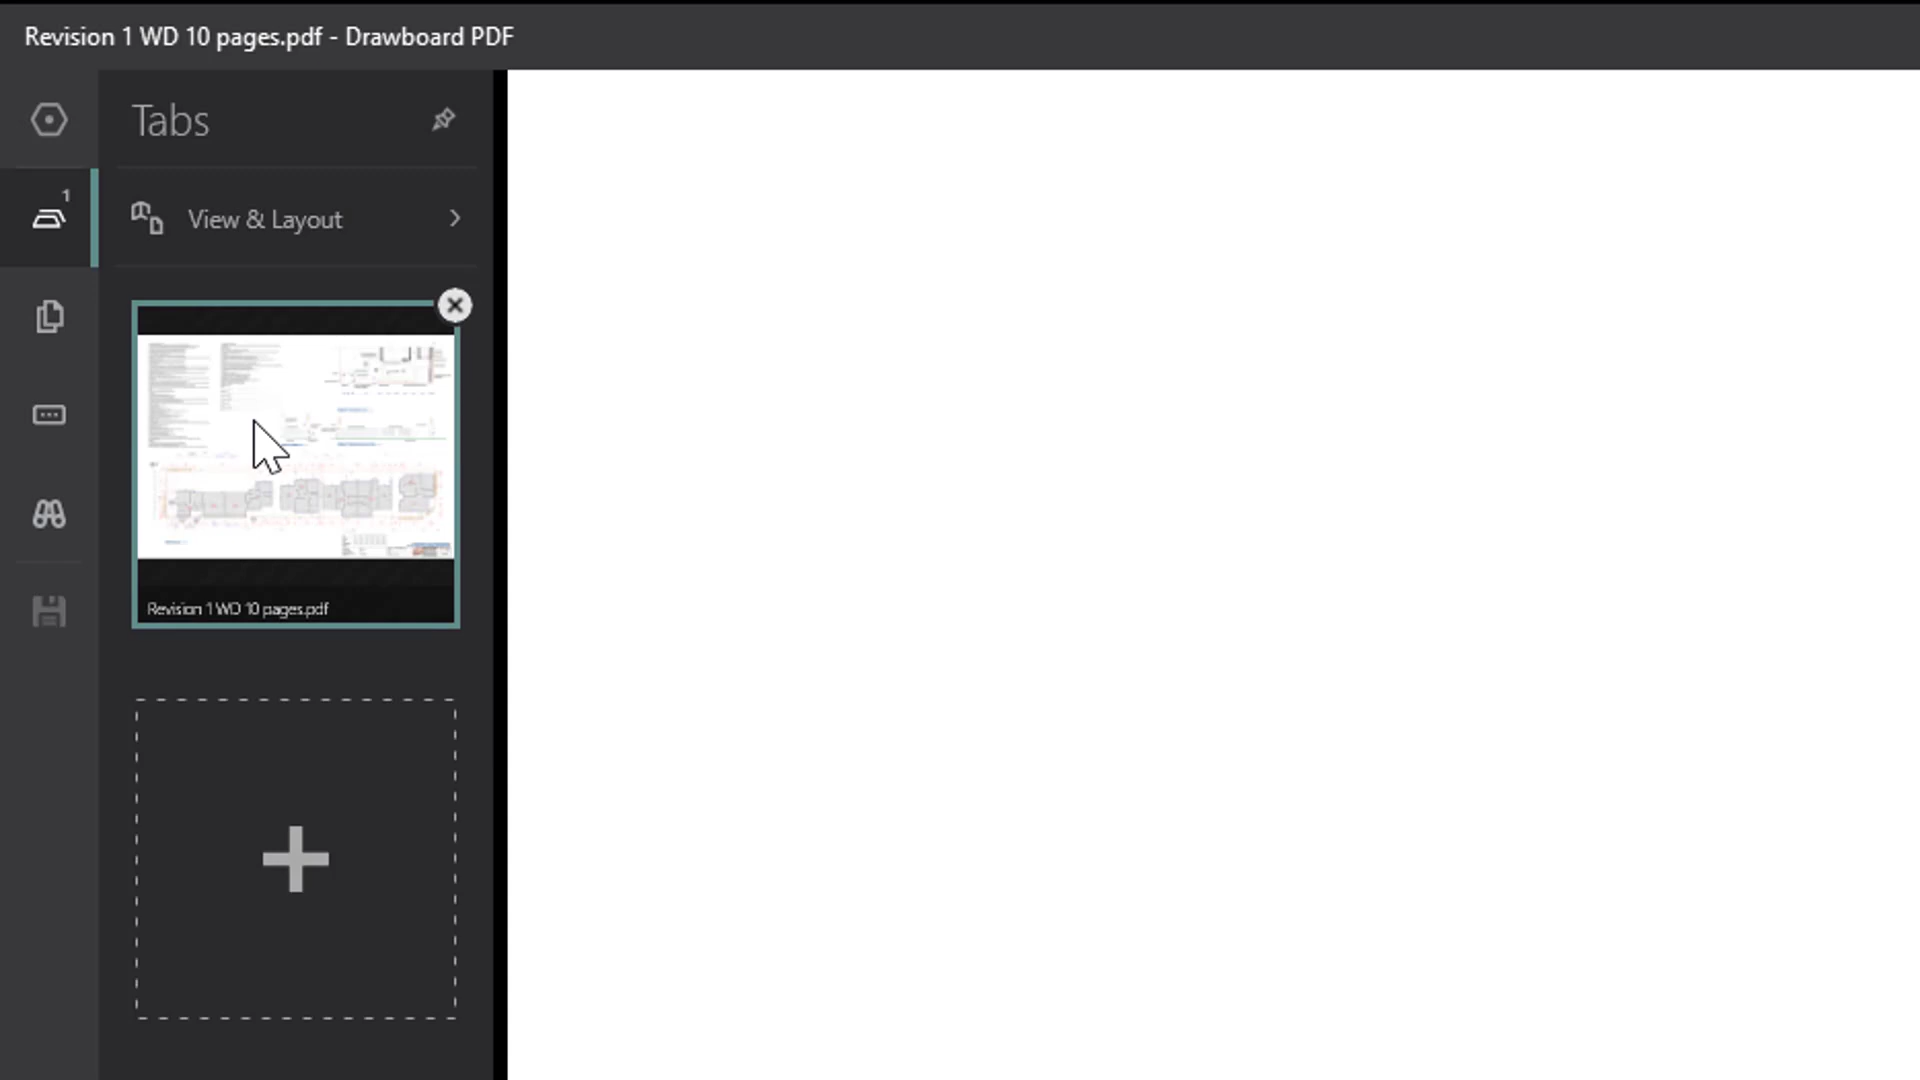 Revision 1 WD 10 pages.pdf - Drawboard PDF
Tabs
1
View & Layout
Revision 1 WD 10 pages.pdf